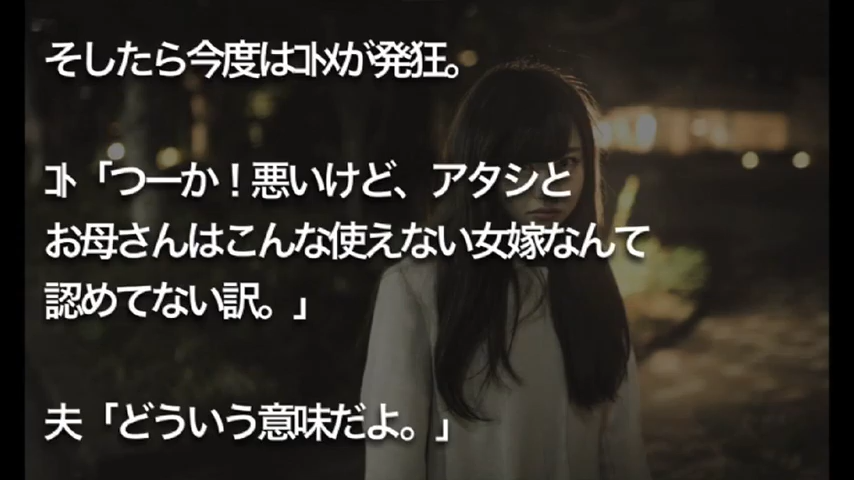 そしたら今度はｺﾄﾒが発狂。
ｺﾄ「つーか！悪いけど、アタシと
お母さんはこんな使えない女嫁なんて
認めてない訳。」
夫「どういう意味だよ。」